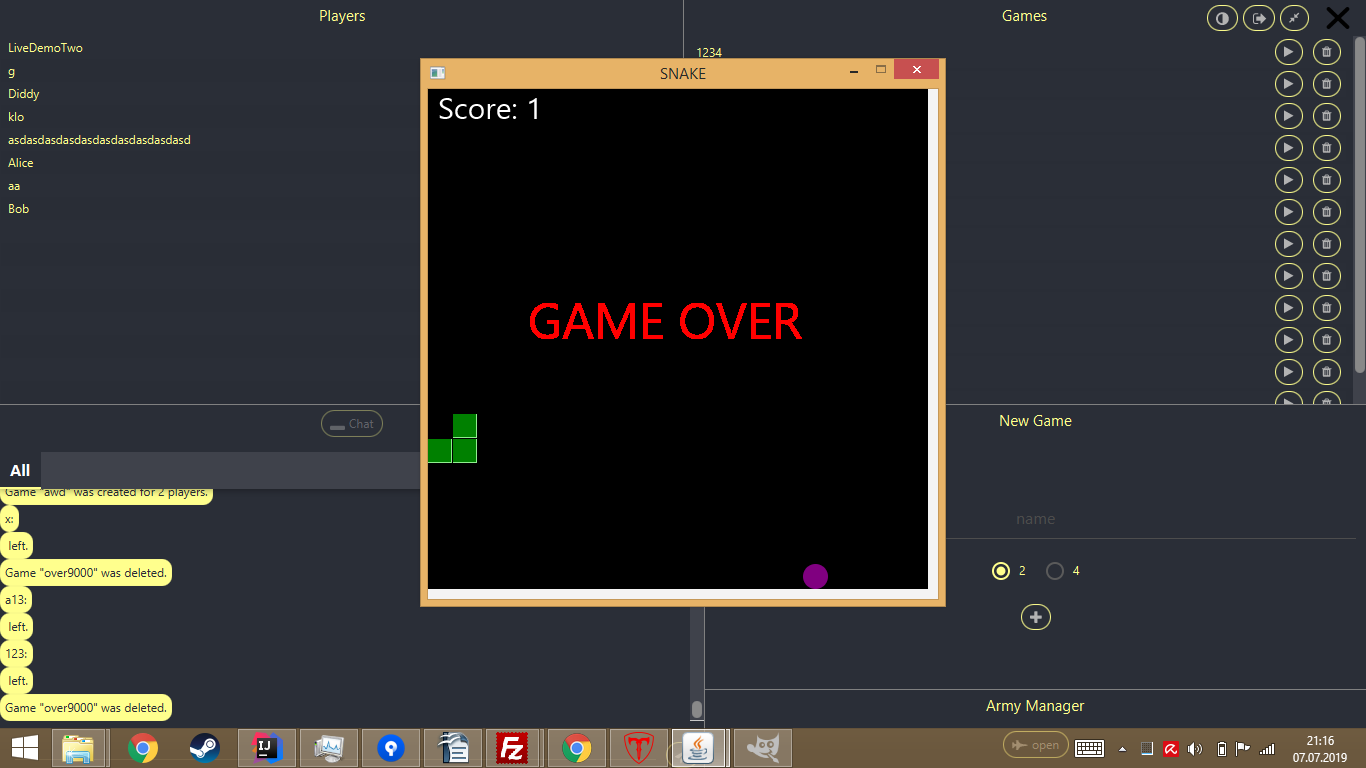 Players
Games
LiveDemoTwo
g
Diddy
klo
asdasdasdasdasdasdasdasdasdasd
Alice
aa
Bob
1234
SNAKE
Score: 1
GAME OVER
Chat
All
Game "awd" was created for 2 players.
x:
left.
Game "over9000" was deleted.
a13:
left.
123:
left.
Game "over9000" was deleted.
New Game
name
2
4
Army Manager
open
21:16
07.07.2019